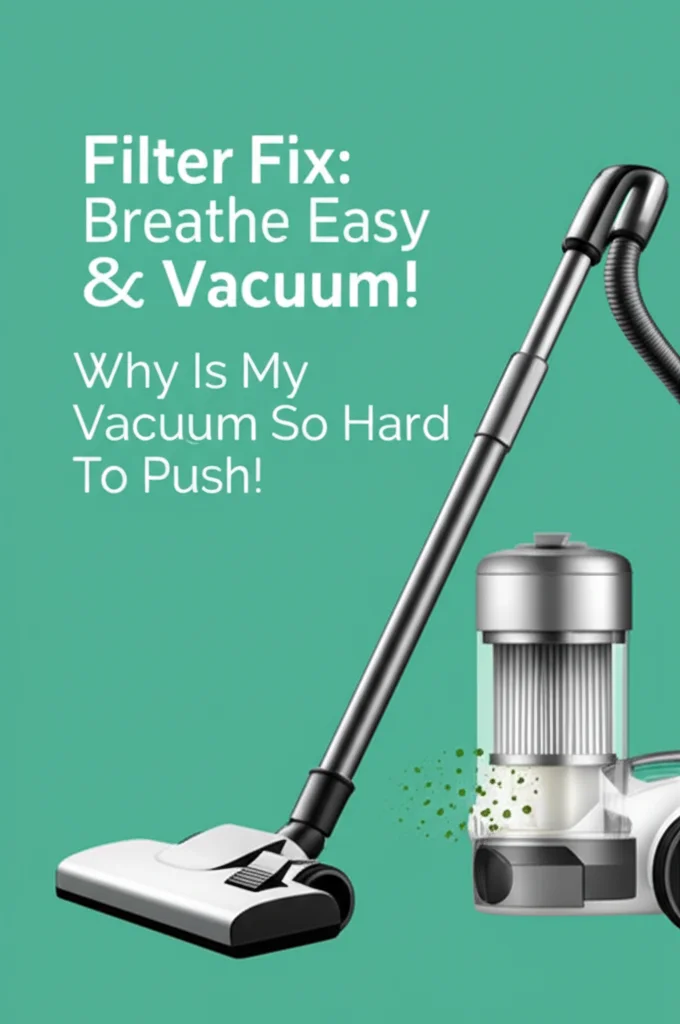 Filter Fix:
Breathe Easy
& Vacuum!
Why Is My
Vacuum So Hard
To Push!